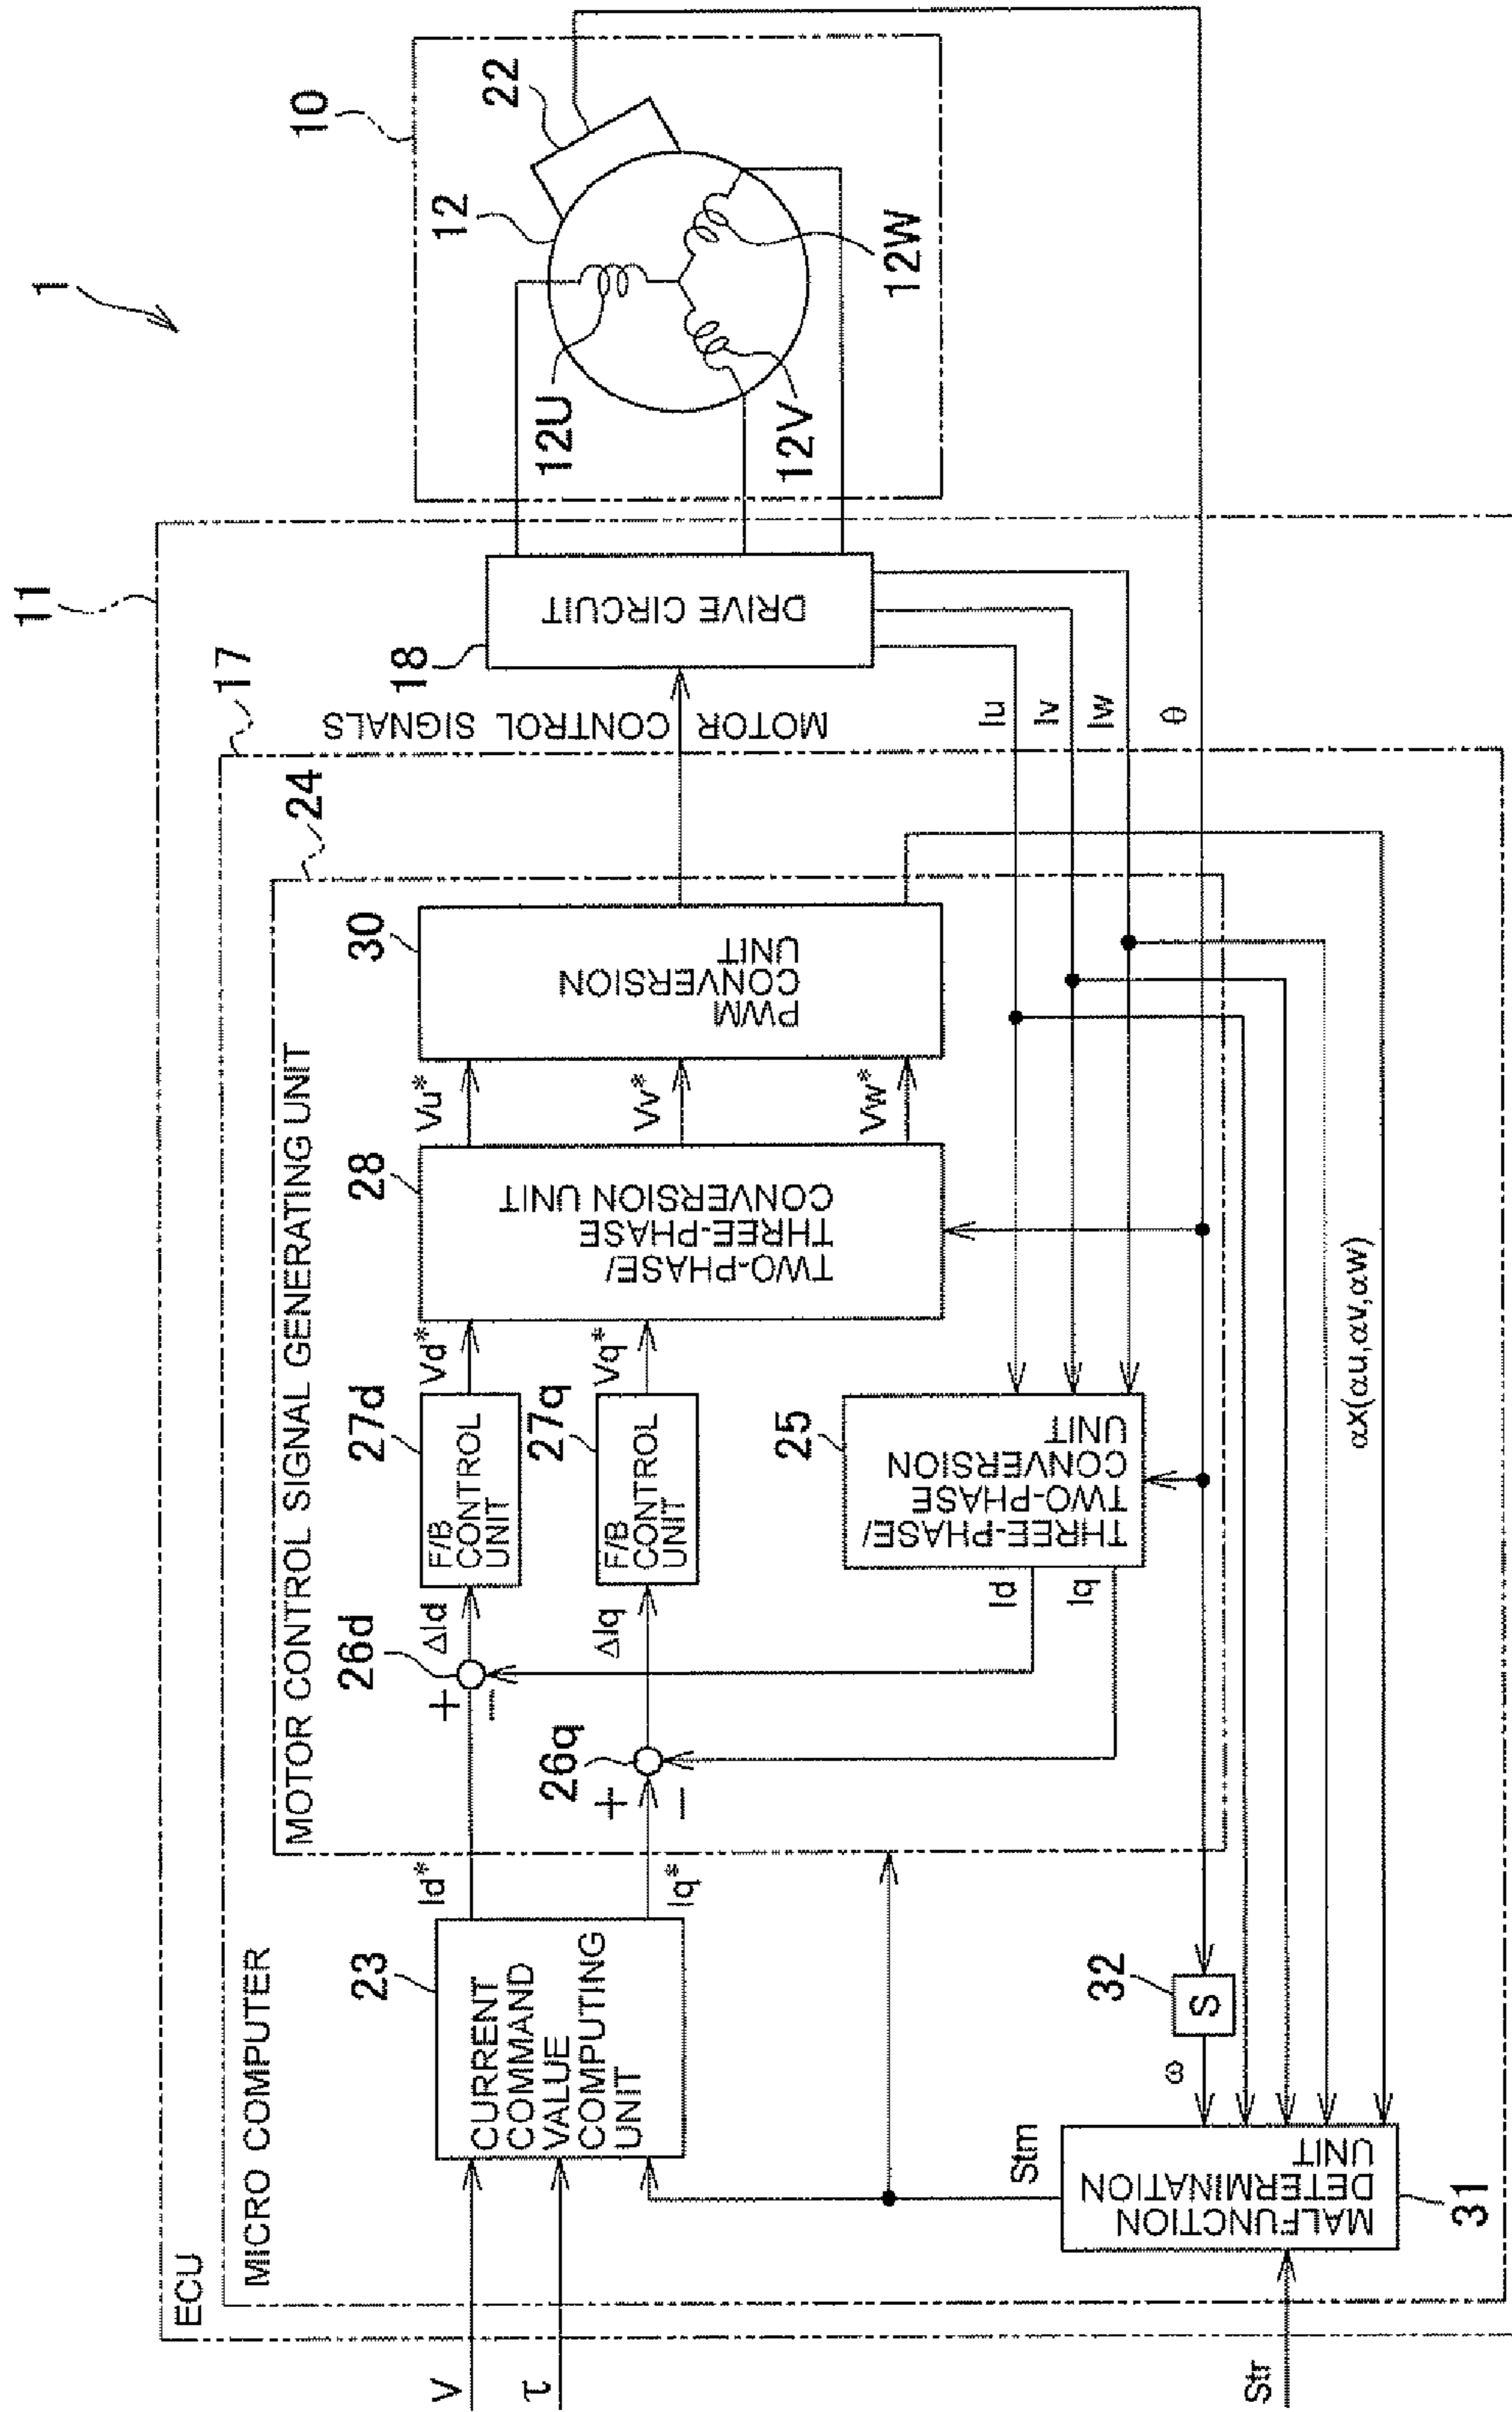 1
10
22
12
12U
12V
12W
11
ECU
17
MICRO COMPUTER
24
MOTOR CONTROL SIGNAL GENERATING UNIT
V
τ
23
CURRENT
COMMAND
VALUE
COMPUTING
UNIT
Id*
Iq*
26d
+
−
ΔId
26q
+
−
ΔIq
27d
F/B
CONTROL
UNIT
Vd*
27q
F/B
CONTROL
UNIT
Vq*
28
TWO-PHASE/
THREE-PHASE
CONVERSION UNIT
Vu*
Vv*
Vw*
30
PWM
CONVERSION
UNIT
MOTOR CONTROL SIGNALS
18
DRIVE CIRCUIT
Iu
Iv
Iw
θ
25
THREE-PHASE/
TWO-PHASE
CONVERSION
UNIT
Id
Iq
αx(αu,αv,αw)
32
S
ω
Stm
MALFUNCTION
DETERMINATION
UNIT
31
Str